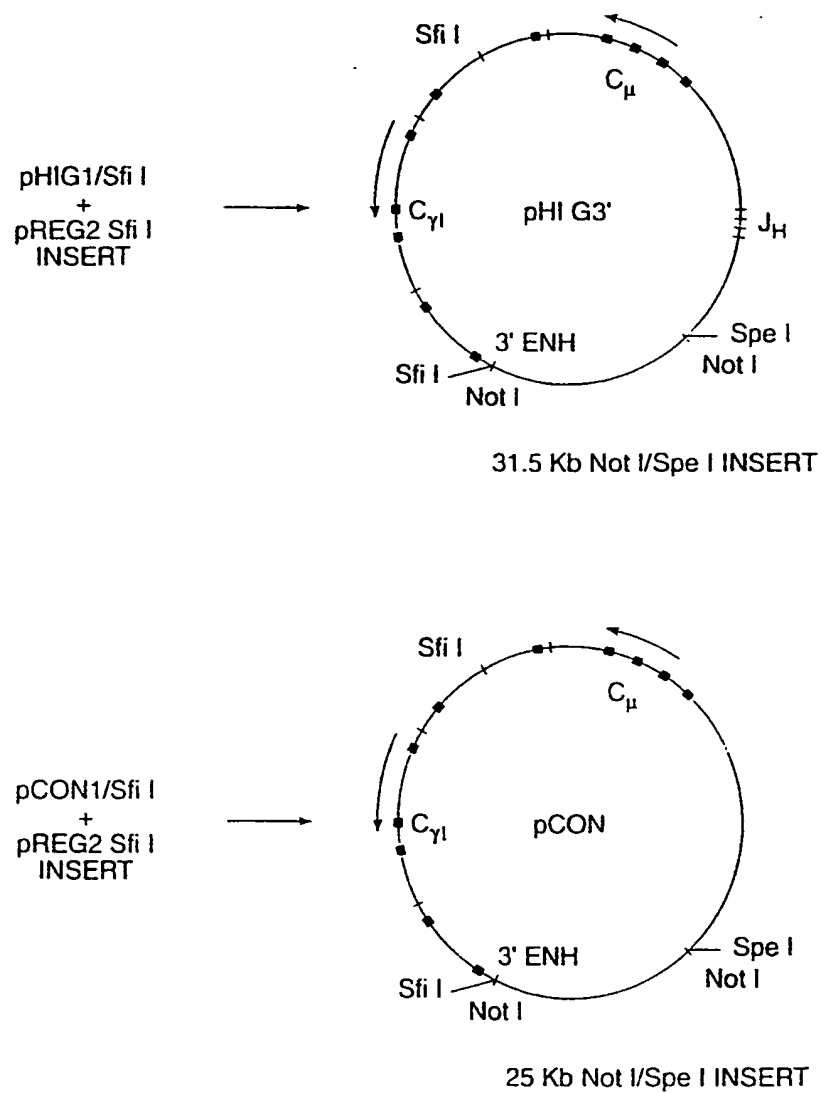 Sfi I
Cμ
pHIG1/Sfi I
+
pREG2 Sfi I
INSERT
CγI
pHI G3'
JH
3' ENH
Spe I
Sfi I
Not I
Not I
31.5 Kb Not I/Spe I INSERT
Sfi I
Cμ
pCON1/Sfi I
+
pREG2 Sfi I
INSERT
CγI
pCON
3' ENH
Spe I
Sfi I
Not I
Not I
25 Kb Not I/Spe I INSERT